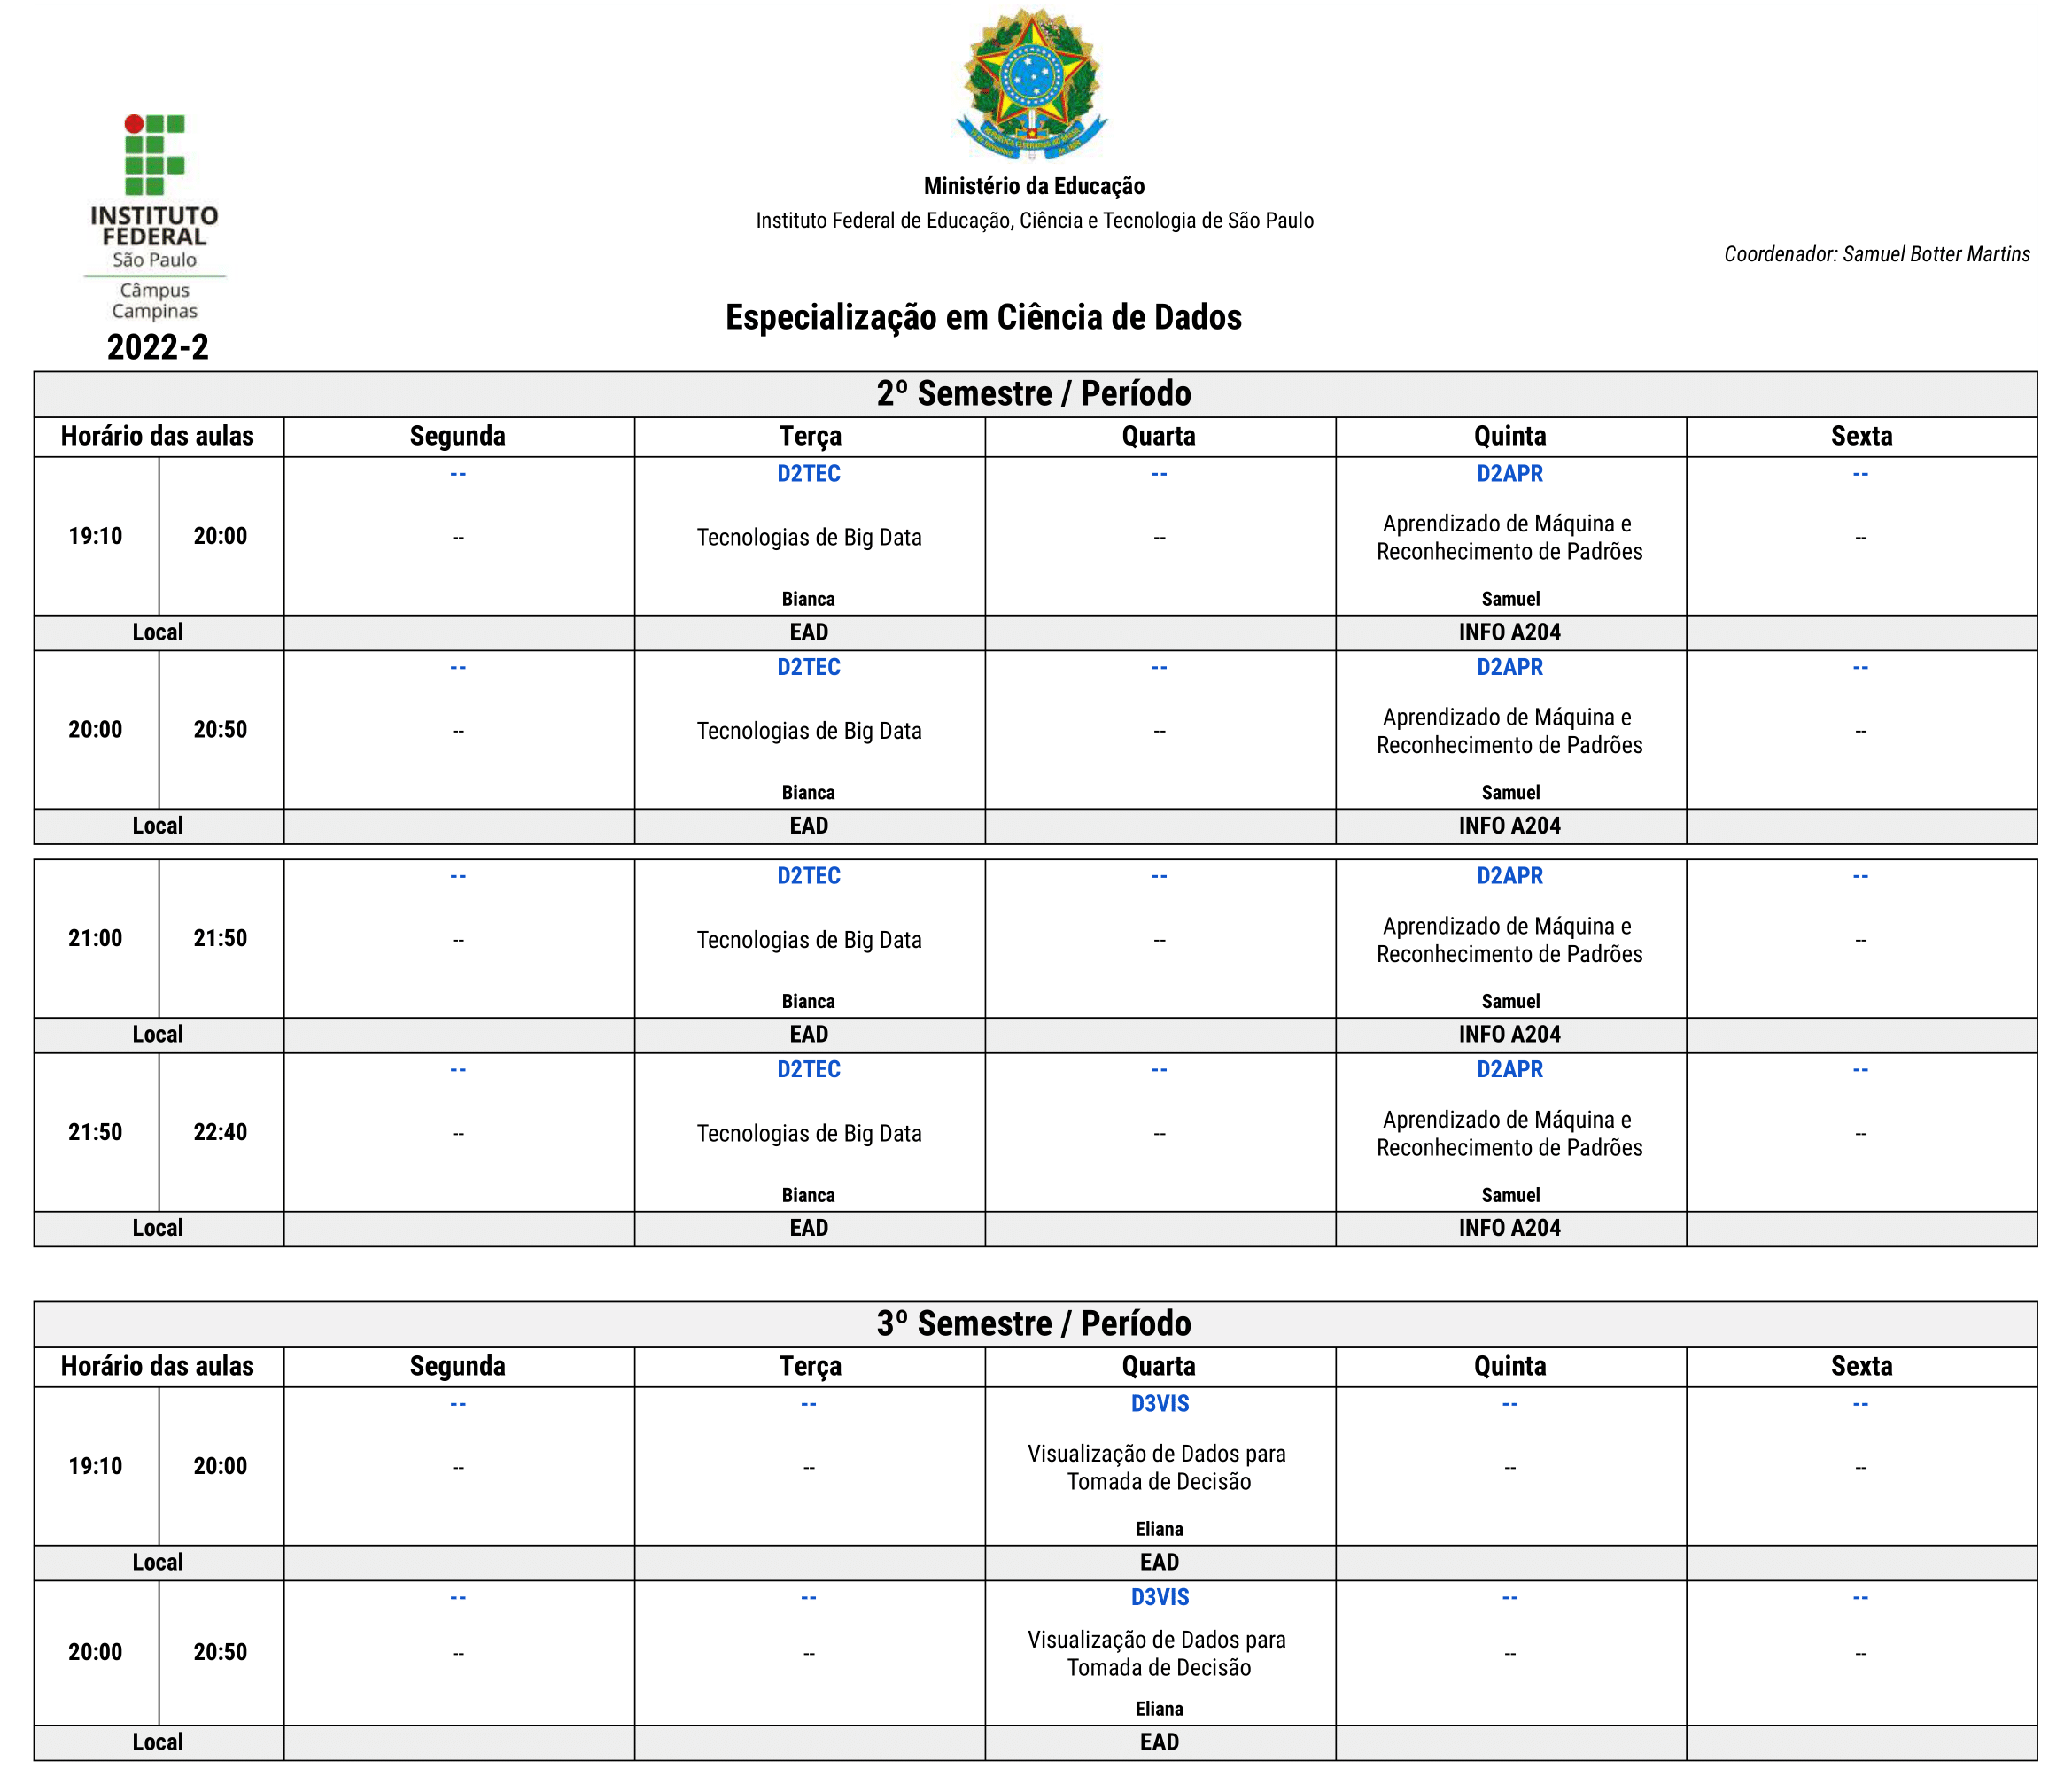 INSTITUTO
FEDERAL
São Paulo
Câmpus
Campinas
2022-2
REPÚBLICA FEDERATIVA DO BRASIL
Ministério da Educação
Instituto Federal de Educação, Ciência e Tecnologia de São Paulo
Coordenador: Samuel Botter Martins
Especialização em Ciência de Dados
2º Semestre / Período
Horário das aulas Segunda Terça Quarta Quinta Sexta
-- D2TEC -- D2APR --
19:10 20:00 -- Tecnologias de Big Data -- Aprendizado de Máquina e --
Reconhecimento de Padrões
Bianca Samuel
Local EAD INFO A204
-- D2TEC -- D2APR --
20:00 20:50 -- Tecnologias de Big Data -- Aprendizado de Máquina e --
Reconhecimento de Padrões
Bianca Samuel
Local EAD INFO A204
-- D2TEC -- D2APR --
21:00 21:50 -- Tecnologias de Big Data -- Aprendizado de Máquina e --
Reconhecimento de Padrões
Bianca Samuel
Local EAD INFO A204
-- D2TEC -- D2APR --
21:50 22:40 -- Tecnologias de Big Data -- Aprendizado de Máquina e --
Reconhecimento de Padrões
Bianca Samuel
Local EAD INFO A204
3º Semestre / Período
Horário das aulas Segunda Terça Quarta Quinta Sexta
-- -- D3VIS -- --
19:10 20:00 -- -- Visualização de Dados para -- --
Tomada de Decisão
Eliana
Local EAD
-- -- D3VIS -- --
20:00 20:50 -- -- Visualização de Dados para -- --
Tomada de Decisão
Eliana
Local EAD